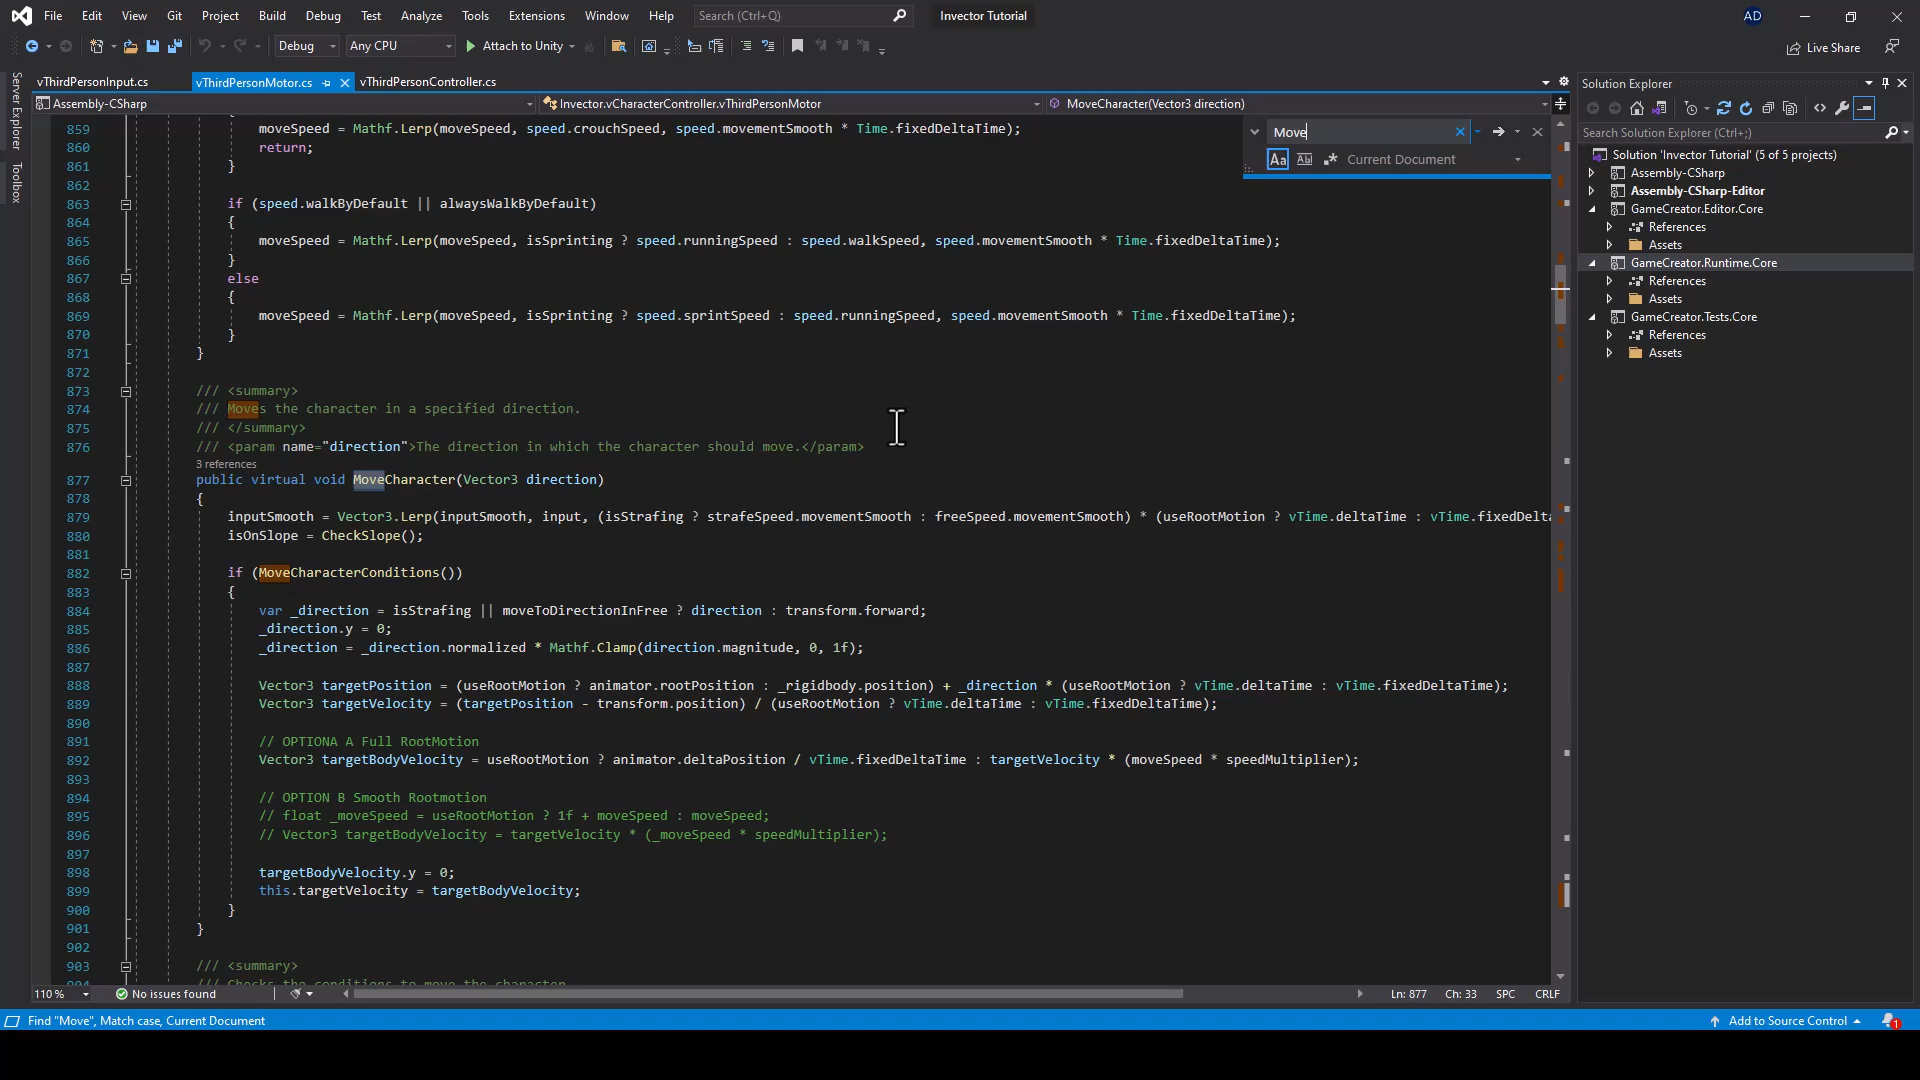 File Edit View Git Project Build Debug Test Analyze Tools Extensions Window Help Search (Ctrl+Q) Invector Tutorial AD
Debug Any CPU Attach to Unity Live Share
Server Explorer
Toolbox
vThirdPersonInput.cs vThirdPersonMotor.cs vThirdPersonController.cs
Assembly-CSharp Invector.vCharacterController.vThirdPersonMotor MoveCharacter(Vector3 direction)
Move
Aa Current Document
859 moveSpeed = Mathf.Lerp(moveSpeed, speed.crouchSpeed, speed.movementSmooth * Time.fixedDeltaTime);
860 return;
861 }
862
863 if (speed.walkByDefault || alwaysWalkByDefault)
864 {
865 moveSpeed = Mathf.Lerp(moveSpeed, isSprinting ? speed.runningSpeed : speed.walkSpeed, speed.movementSmooth * Time.fixedDeltaTime);
866 }
867 else
868 {
869 moveSpeed = Mathf.Lerp(moveSpeed, isSprinting ? speed.sprintSpeed : speed.runningSpeed, speed.movementSmooth * Time.fixedDeltaTime);
870 }
871 }
872
873 /// <summary>
874 /// Moves the character in a specified direction.
875 /// </summary>
876 /// <param name="direction">The direction in which the character should move.</param>
3 references
877 public virtual void MoveCharacter(Vector3 direction)
878 {
879 inputSmooth = Vector3.Lerp(inputSmooth, input, (isStrafing ? strafeSpeed.movementSmooth : freeSpeed.movementSmooth) * (useRootMotion ? vTime.deltaTime : vTime.fixedDelta
880 isOnSlope = CheckSlope();
881
882 if (MoveCharacterConditions())
883 {
884 var _direction = isStrafing || moveToDirectionInFree ? direction : transform.forward;
885 _direction.y = 0;
886 _direction = _direction.normalized * Mathf.Clamp(direction.magnitude, 0, 1f);
887
888 Vector3 targetPosition = (useRootMotion ? animator.rootPosition : _rigidbody.position) + _direction * (useRootMotion ? vTime.deltaTime : vTime.fixedDeltaTime);
889 Vector3 targetVelocity = (targetPosition - transform.position) / (useRootMotion ? vTime.deltaTime : vTime.fixedDeltaTime);
890
891 // OPTIONA A Full RootMotion
892 Vector3 targetBodyVelocity = useRootMotion ? animator.deltaPosition / vTime.fixedDeltaTime : targetVelocity * (moveSpeed * speedMultiplier);
893
894 // OPTION B Smooth Rootmotion
895 // float _moveSpeed = useRootMotion ? 1f + moveSpeed : moveSpeed;
896 // Vector3 targetBodyVelocity = targetVelocity * (_moveSpeed * speedMultiplier);
897
898 targetBodyVelocity.y = 0;
899 this.targetVelocity = targetBodyVelocity;
900 }
901 }
902
903 /// <summary>
904 /// Checks the conditions to move the character
110 % No issues found Ln: 877 Ch: 33 SPC CRLF
Solution Explorer
Search Solution Explorer (Ctrl+;)
Solution 'Invector Tutorial' (5 of 5 projects)
Assembly-CSharp
Assembly-CSharp-Editor
GameCreator.Editor.Core
References
Assets
GameCreator.Runtime.Core
References
Assets
GameCreator.Tests.Core
References
Assets
Find "Move", Match case, Current Document Add to Source Control 1